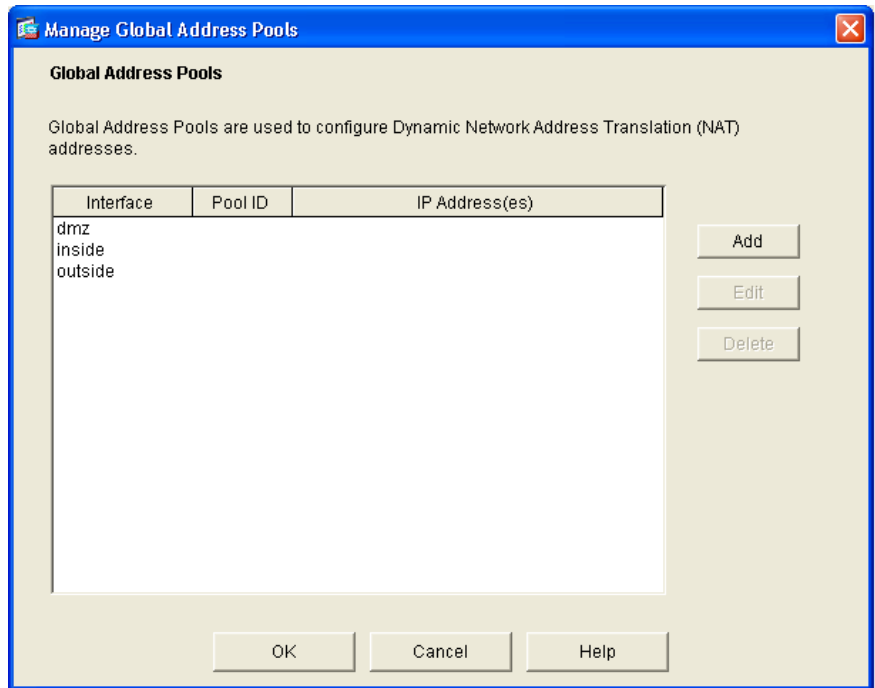 Manage Global Address Pools
Global Address Pools
Global Address Pools are used to configure Dynamic Network Address Translation (NAT)
addresses.
Interface Pool ID IP Address(es)
dmz
inside
outside
Add
Edit
Delete
OK Cancel Help